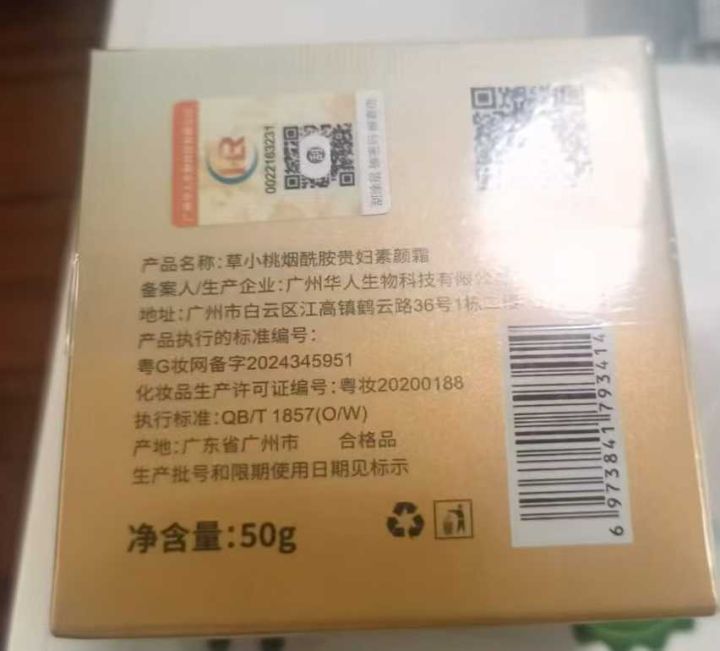 HR
0022163231
产品名称:草小桃烟酰胺贵妇素颜霜
备案人/生产企业:广州华人生物科技有限公
地址:广州市白云区江高镇鹤云路36号1栋二楼
产品执行的标准编号:
粤G妆网备字2024345951
化妆品生产许可证编号:粤妆20200188
执行标准:QB/T 1857(O/W)
产地:广东省广州市 合格品
生产批号和限期使用日期见标示
净含量:50g
6973841793414